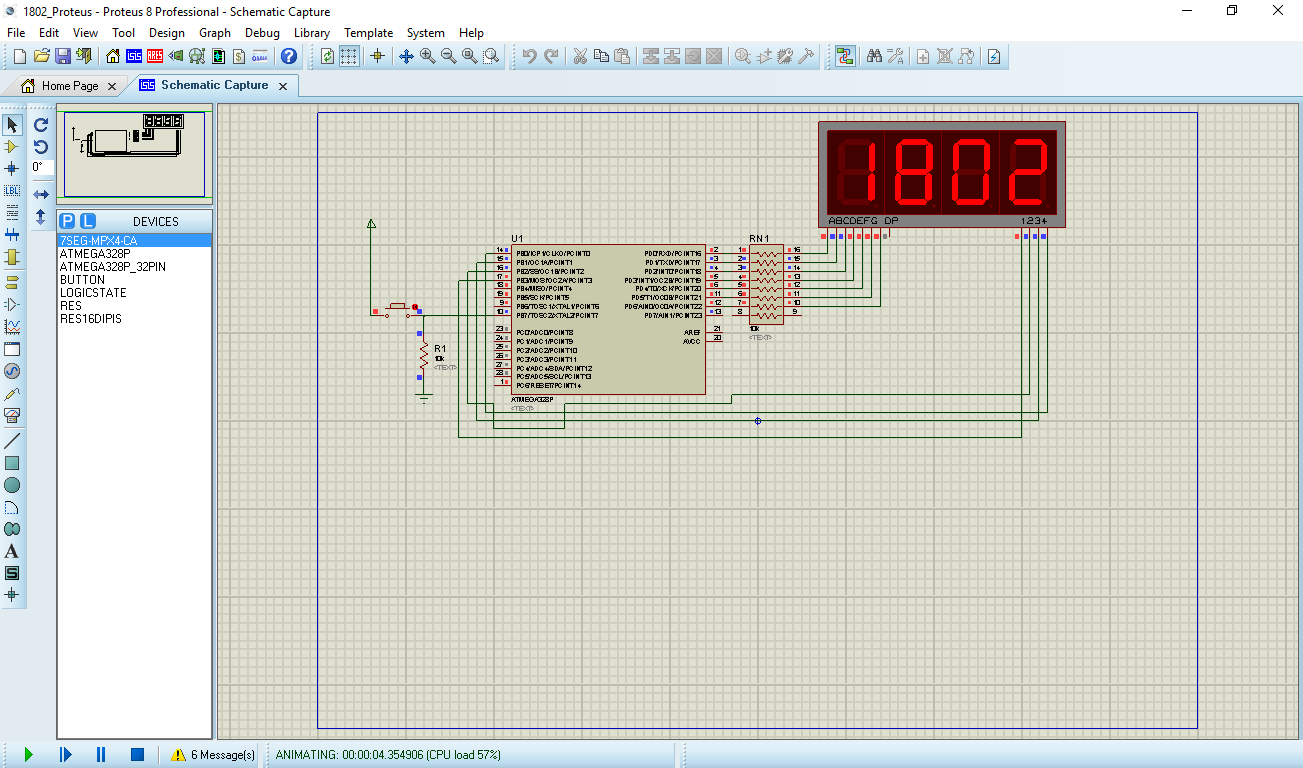 1802_Proteus - Proteus 8 Professional - Schematic Capture
File Edit View Tool Design Graph Debug Library Template System Help
Home Page
Schematic Capture
0°
P L DEVICES
7SEG-MPX4-CA
ATMEGA328P
ATMEGA328P_32PIN
BUTTON
LOGICSTATE
RES
RES16DIPIS
1802
ABCDEFG DP
1234
U1
RN1
14 PB0/ICP1/CLKO/PCINT0 PD0/RXD/PCINT16 2 1 16
15 PB1/OC1A/PCINT1 PD1/TXD/PCINT17 3 2 15
16 PB2/SS/OC1B/PCINT2 PD2/INT0/PCINT18 4 3 14
17 PB3/MOSI/OC2A/PCINT3 PD3/INT1/OC2B/PCINT19 5 4 13
18 PB4/MISO/PCINT4 PD4/T0/XCK/PCINT20 6 5 12
19 PB5/SCK/PCINT5 PD5/T1/OC0B/PCINT21 11 6 11
9 PB6/TOSC1/XTAL1/PCINT6 PD6/AIN0/OC0A/PCINT22 12 7 10
10 PB7/TOSC2/XTAL2/PCINT7 PD7/AIN1/PCINT23 13 8 9
23 PC0/ADC0/PCINT8 AREF 21
24 PC1/ADC1/PCINT9 AVCC 20
25 PC2/ADC2/PCINT10
26 PC3/ADC3/PCINT11
27 PC4/ADC4/SDA/PCINT12
28 PC5/ADC5/SCL/PCINT13
1 PC6/RESET/PCINT14
10k
<TEXT>
R1
10k
<TEXT>
ATMEGA328P
<TEXT>
6 Message(s)
ANIMATING: 00:00:04.354906 (CPU load 57%)